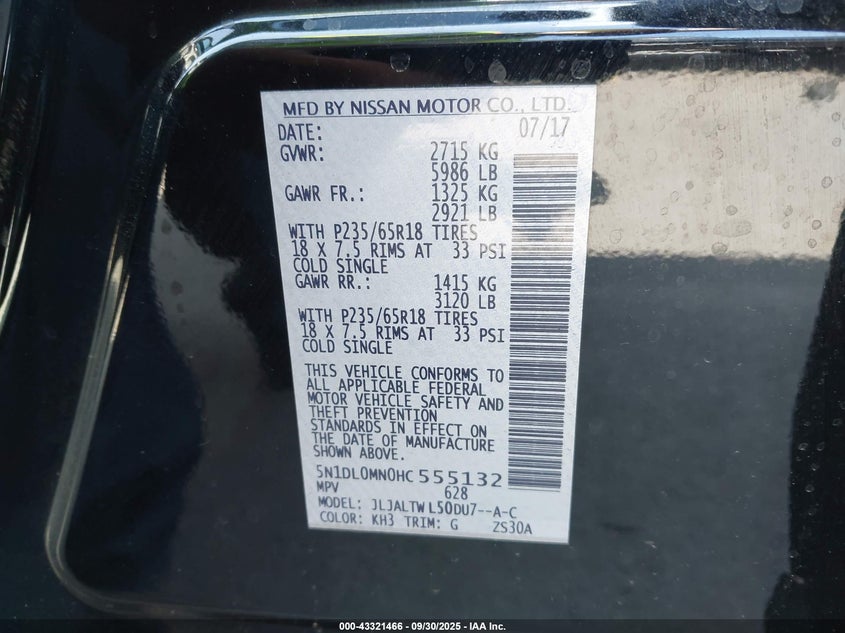 MFD BY NISSAN MOTOR CO., LTD.
DATE: 07/17
GVWR: 2715 KG
5986 LB
GAWR FR.: 1325 KG
2921 LB
WITH P235/65R18 TIRES
18 X 7.5 RIMS AT 33 PSI
COLD SINGLE
GAWR RR.: 1415 KG
3120 LB
WITH P235/65R18 TIRES
18 X 7.5 RIMS AT 33 PSI
COLD SINGLE
THIS VEHICLE CONFORMS TO
ALL APPLICABLE FEDERAL
MOTOR VEHICLE SAFETY AND
THEFT PREVENTION
STANDARDS IN EFFECT ON
THE DATE OF MANUFACTURE
SHOWN ABOVE.
5N1DL0MN0HC555132
MPV 628
MODEL: JLJALTWL50DU7--A-C
COLOR: KH3 TRIM: G 2S30A
000-43321466 - 09/30/2025 - IAA Inc.